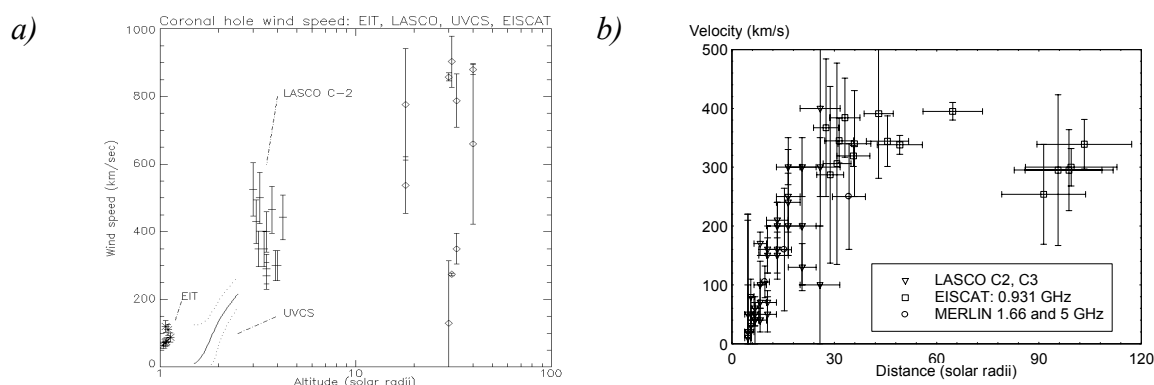 a)
Coronal hole wind speed: EIT, LASCO, UVCS, EISCAT
1000
800
600
400
200
0
Wind speed (km/sec)
LASCO C-2
EIT
UVCS
1
10
100
Altitude (solar radii)
b)
Velocity (km/s)
500
400
300
200
100
0
LASCO C2, C3
EISCAT: 0.931 GHz
MERLIN 1.66 and 5 GHz
0
30
60
90
120
Distance (solar radii)